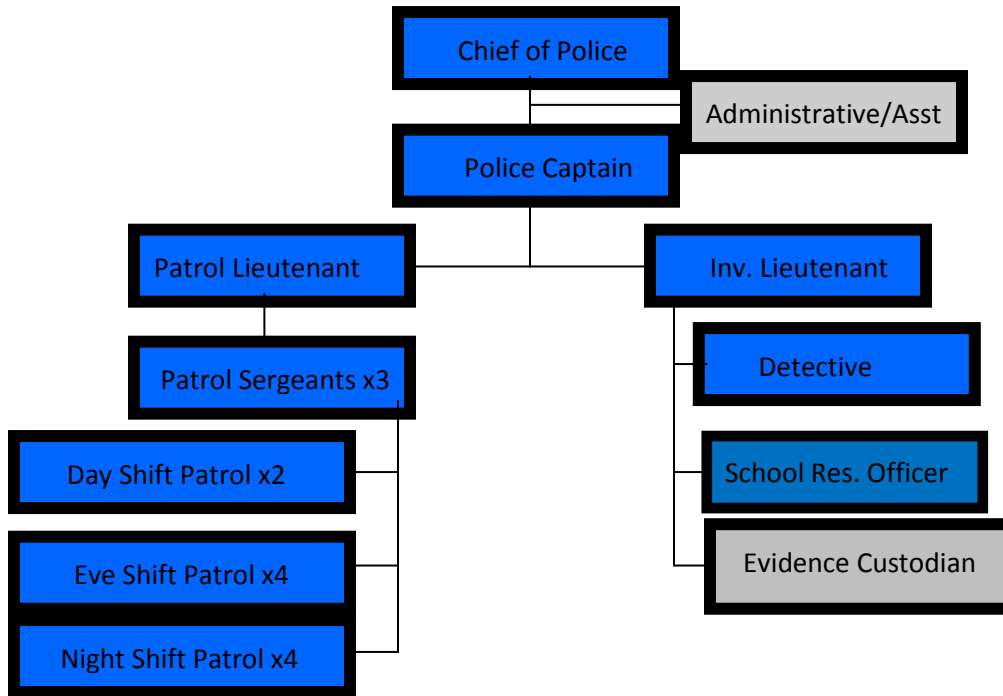 Chief of Police
Administrative/Asst
Police Captain
Patrol Lieutenant
Inv. Lieutenant
Patrol Sergeants x3
Detective
Day Shift Patrol x2
School Res. Officer
Eve Shift Patrol x4
Evidence Custodian
Night Shift Patrol x4